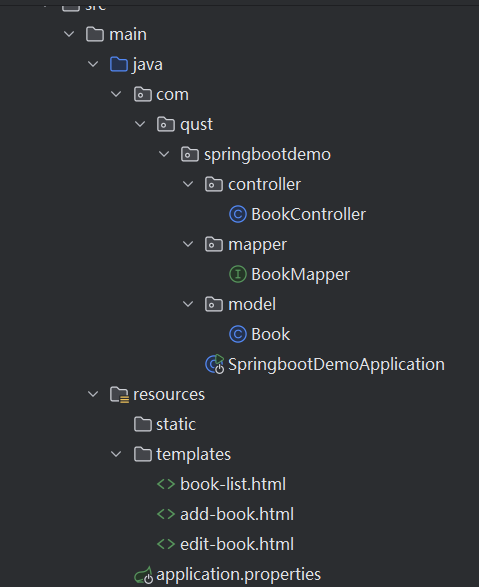 src
main
java
com
qust
springbootdemo
controller
BookController
mapper
BookMapper
model
Book
SpringbootDemoApplication
resources
static
templates
book-list.html
add-book.html
edit-book.html
application.properties